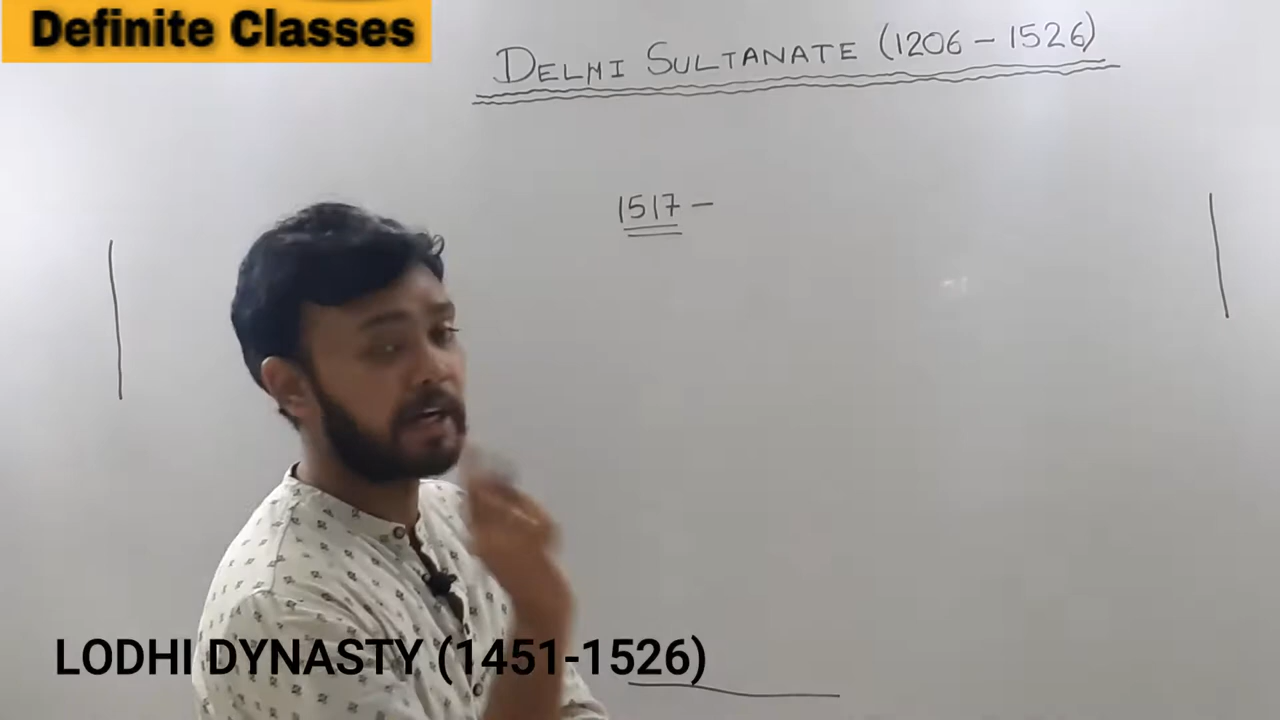 Definite Classes
DELHI SULTANATE (1206 – 1526)
1517 –
LODHI DYNASTY (1451-1526)